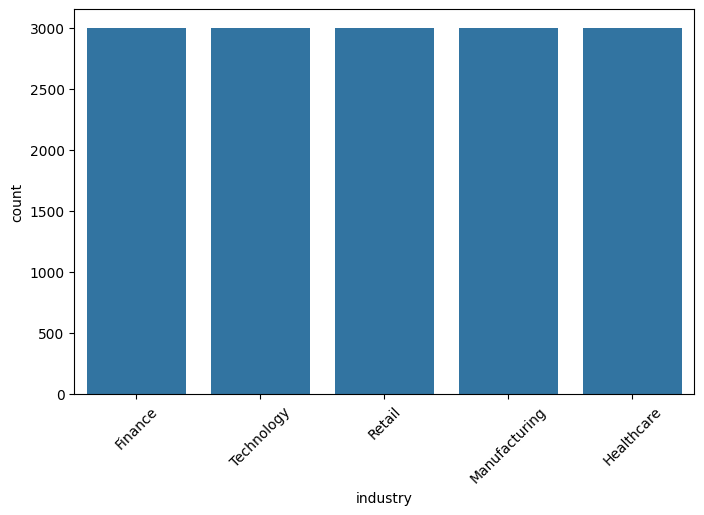 3000
2500
2000
1500
1000
500
0
count
Finance
Technology
Retail
Manufacturing
Healthcare
industry